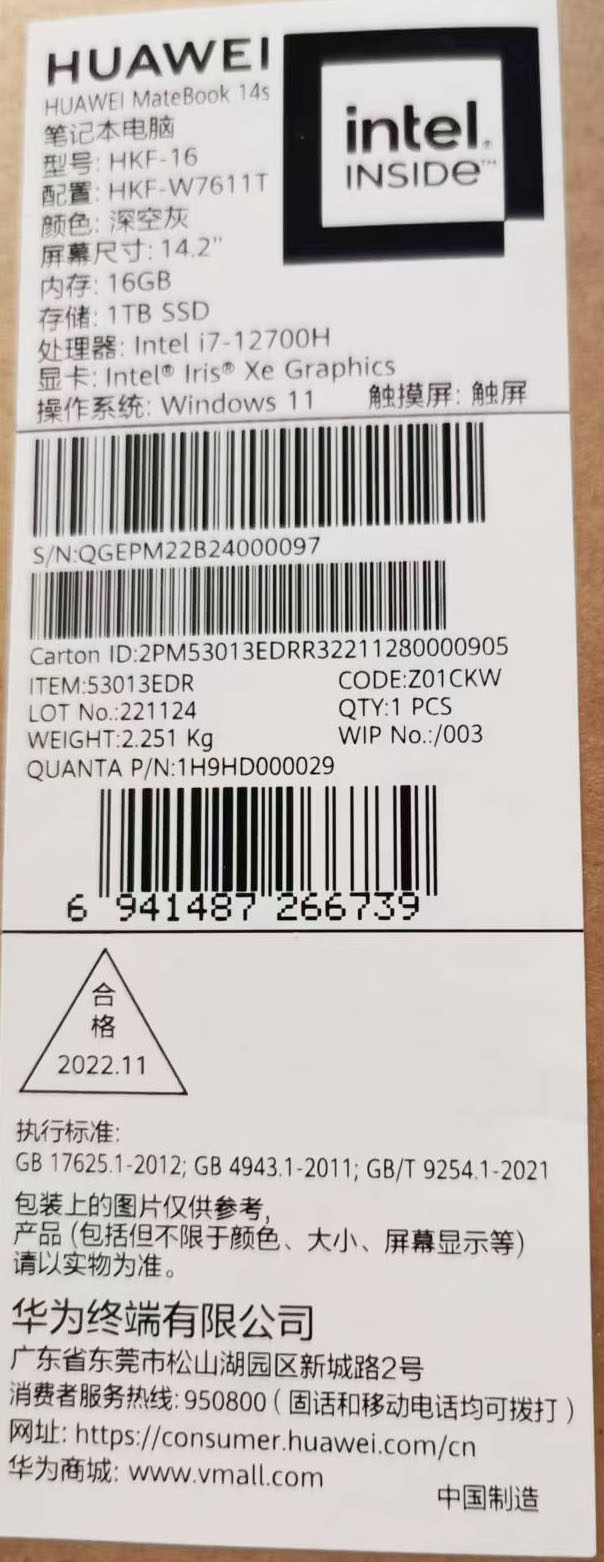 HUAWEI
HUAWEI MateBook 14s
笔记本电脑
型号: HKF-16
配置: HKF-W7611T
颜色: 深空灰
屏幕尺寸: 14.2"
内存: 16GB
存储: 1TB SSD
处理器: Intel i7-12700H
显卡: Intel® Iris® Xe Graphics
操作系统: Windows 11 触摸屏: 触屏
intel®
INSIDe™
S/N:QGEPM22B24000097
Carton ID:2PM53013EDRR32211280000905
ITEM:53013EDR CODE:Z01CKW
LOT No.:221124 QTY:1 PCS
WEIGHT:2.251 Kg WIP No.:/003
QUANTA P/N:1H9HD000029
6 941487 266739
合
格
2022.11
执行标准:
GB 17625.1-2012; GB 4943.1-2011; GB/T 9254.1-2021
包装上的图片仅供参考,
产品 (包括但不限于颜色、大小、屏幕显示等)
请以实物为准。
华为终端有限公司
广东省东莞市松山湖园区新城路2号
消费者服务热线: 950800 ( 固话和移动电话均可拨打 )
网址: https://consumer.huawei.com/cn
华为商城: www.vmall.com
中国制造